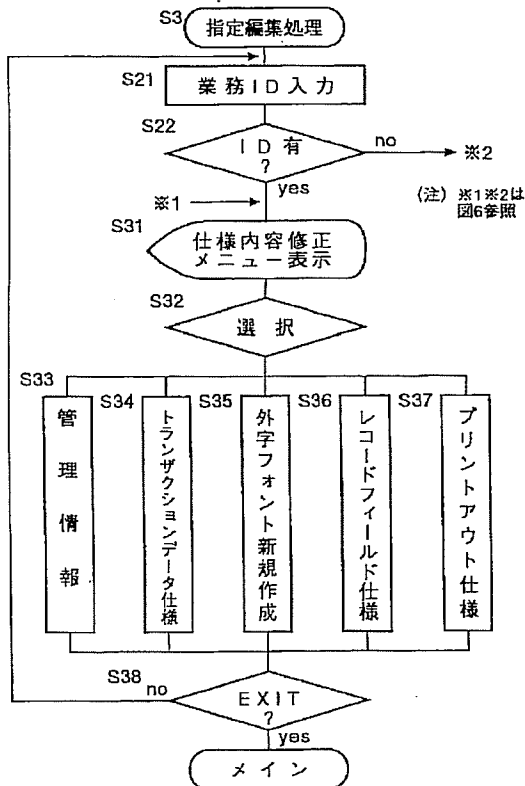 S3
指定編集処理
S21
業務ID入力
S22
ID有
?
no
※2
yes
※1
(注) ※1※2は
図6参照
S31
仕様内容修正
メニュー表示
S32
選択
S33
管理情報
S34
トランザクションデータ仕様
S35
外字フォント新規作成
S36
レコードフィールド仕様
S37
プリントアウト仕様
S38
no
EXIT
?
yes
メイン